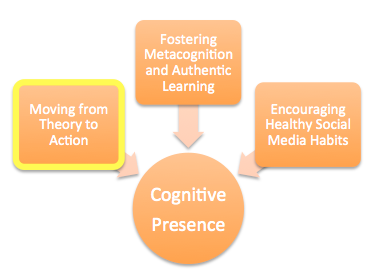 Fostering
Metacognition
and Authentic
Learning
Moving from
Theory to
Action
Encouraging
Healthy Social
Media Habits
Cognitive
Presence